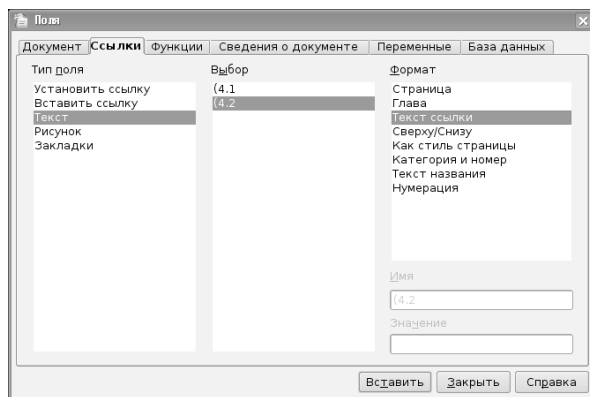 Поля
Документ Ссылки Функции Сведения о документе Переменные База данных
Тип поля
Установить ссылку
Вставить ссылку
Текст
Рисунок
Закладки
Выбор
(4.1
(4.2
Формат
Страница
Глава
Текст ссылки
Сверху/Снизу
Как стиль страницы
Категория и номер
Текст названия
Нумерация
Имя
(4.2
Значение
Вставить Закрыть Справка